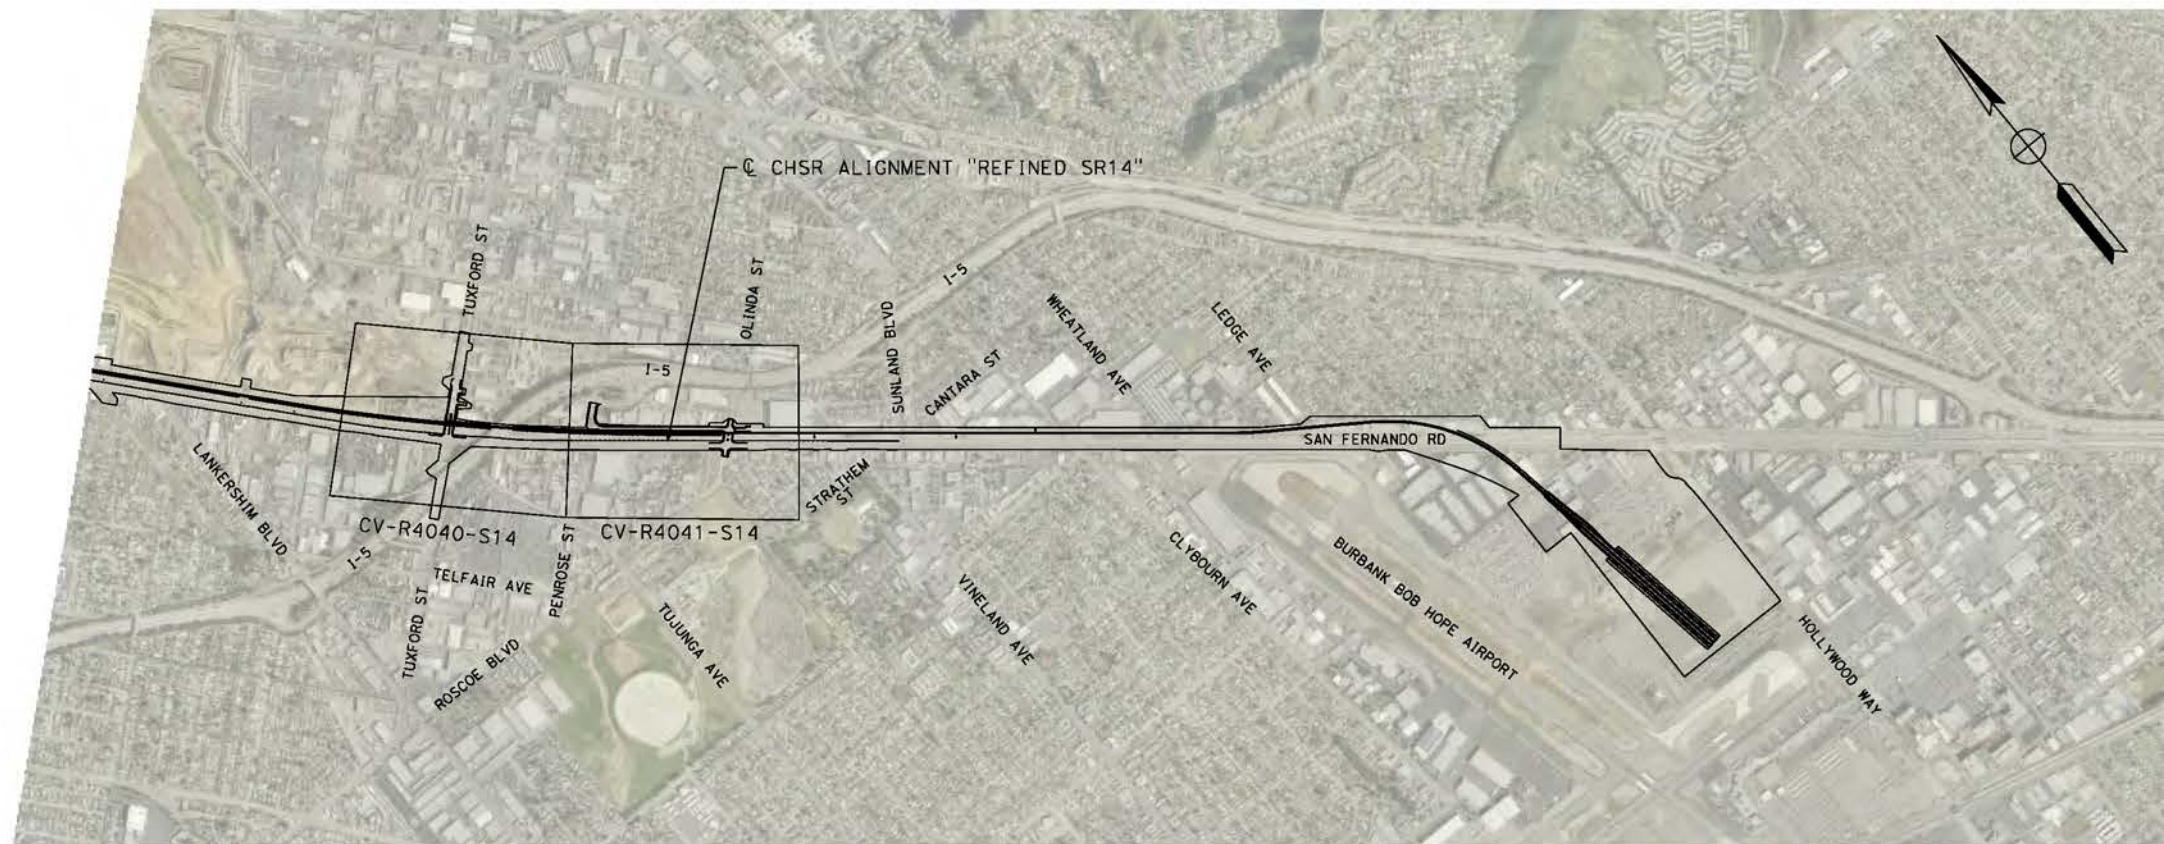 ℄ CHSR ALIGNMENT "REFINED SR14"
TUXFORD ST
OLINDA ST
I-5
SUNLAND BLVD
WHEATLAND AVE
LEDGE AVE
CANTARA ST
I-5
SAN FERNANDO RD
LANKERSHIM BLVD
STRATHEM
ST
CV-R4040-S14
CV-R4041-S14
I-5
TELFAIR AVE
PENROSE ST
TUXFORD ST
ROSCOE BLVD
TUJUNGA AVE
VINELAND AVE
CLYBOURN AVE
BURBANK BOB HOPE AIRPORT
HOLLYWOOD WAY